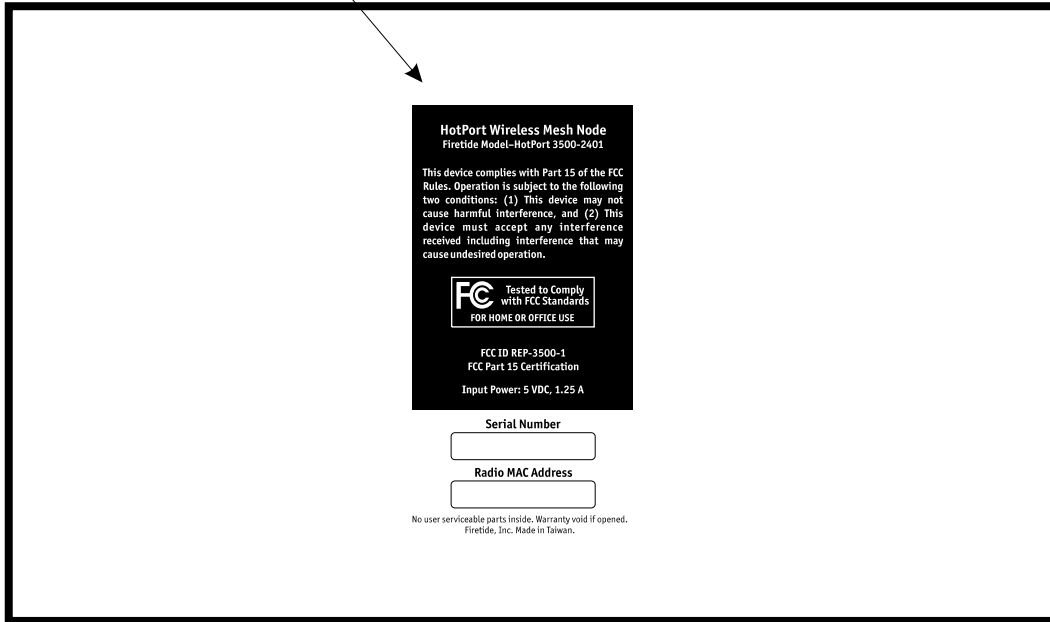 HotPort Wireless Mesh Node
Firetide Model–HotPort 3500-2401
This device complies with Part 15 of the FCC
Rules. Operation is subject to the following
two conditions: (1) This device may not
cause harmful interference, and (2) This
device must accept any interference
received including interference that may
cause undesired operation.
FC Tested to Comply
with FCC Standards
FOR HOME OR OFFICE USE
FCC ID REP-3500-1
FCC Part 15 Certification
Input Power: 5 VDC, 1.25 A
Serial Number
Radio MAC Address
No user serviceable parts inside. Warranty void if opened.
Firetide, Inc. Made in Taiwan.